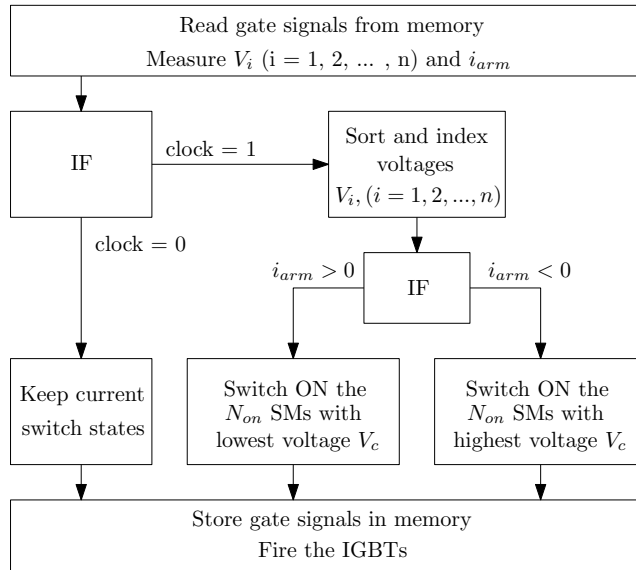 Read gate signals from memory
Measure V_i (i = 1, 2, ... , n) and i_arm
IF
clock = 1
Sort and index
voltages
V_i, (i = 1, 2, ..., n)
clock = 0
i_arm > 0
IF
i_arm < 0
Keep current
switch states
Switch ON the
N_on SMs with
lowest voltage V_c
Switch ON the
N_on SMs with
highest voltage V_c
Store gate signals in memory
Fire the IGBTs